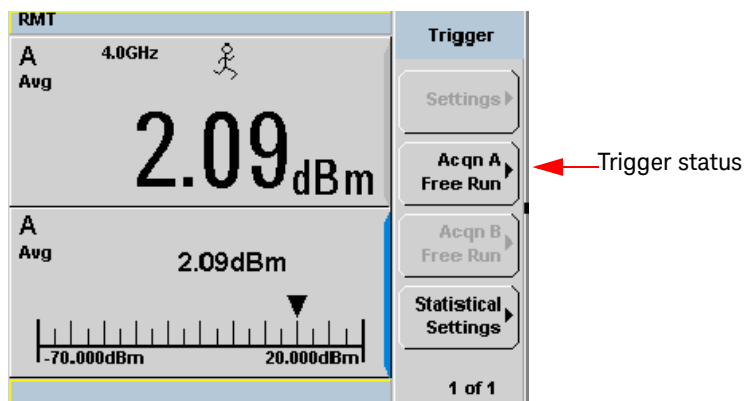 RMT
A
4.0GHz
Avg
2.09dBm
A
Avg
2.09dBm
-70.000dBm
20.000dBm
Trigger
Settings
Acqn A
Free Run
Acqn B
Free Run
Statistical
Settings
1 of 1
Trigger status